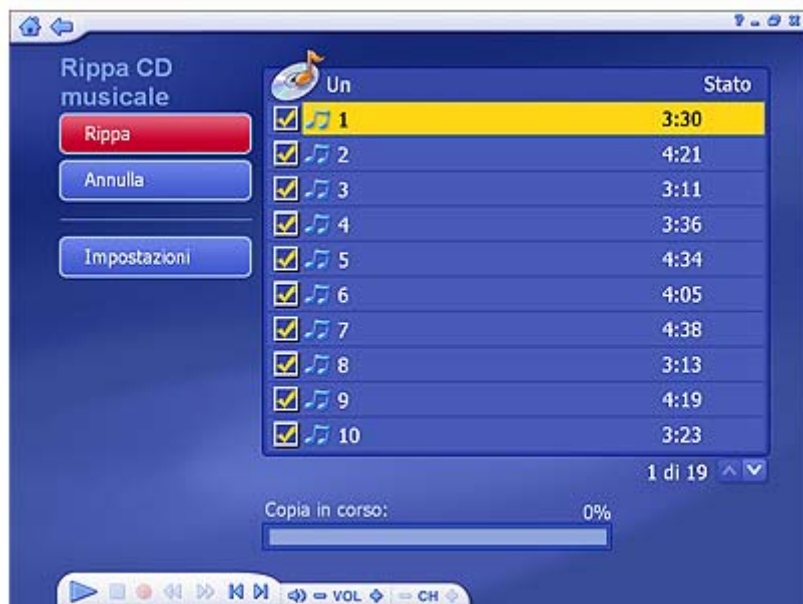 Rippa CD
musicale
Rippa
Annulla
Impostazioni
Un Stato
1 3:30
2 4:21
3 3:11
4 3:36
5 4:34
6 4:05
7 4:38
8 3:13
9 4:19
10 3:23
1 di 19
Copia in corso: 0%
VOL CH